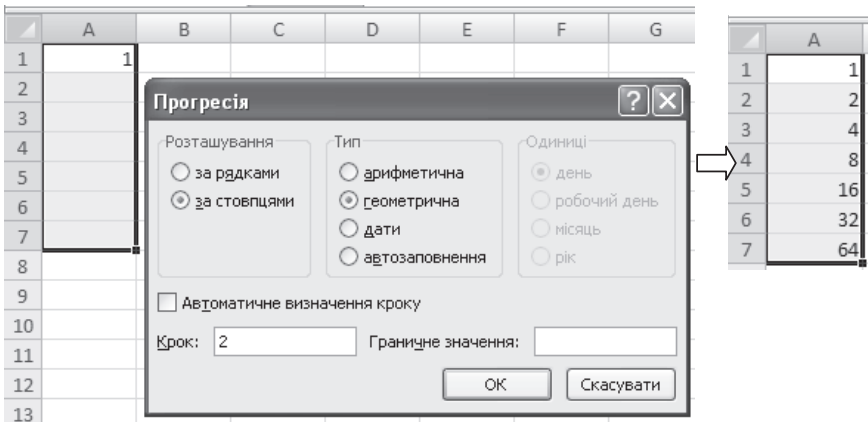 A B C D E F G
1 1
2
3
4
5
6
7
8
9
10
11
12
13
Прогресія
Розташування
за рядками
за стовпцями
Тип
арифметична
геометрична
дати
автозаповнення
Одиниці
день
робочий день
місяць
рік
Автоматичне визначення кроку
Крок: 2
Граничне значення:
ОК
Скасувати
A
1 1
2 2
3 4
4 8
5 16
6 32
7 64